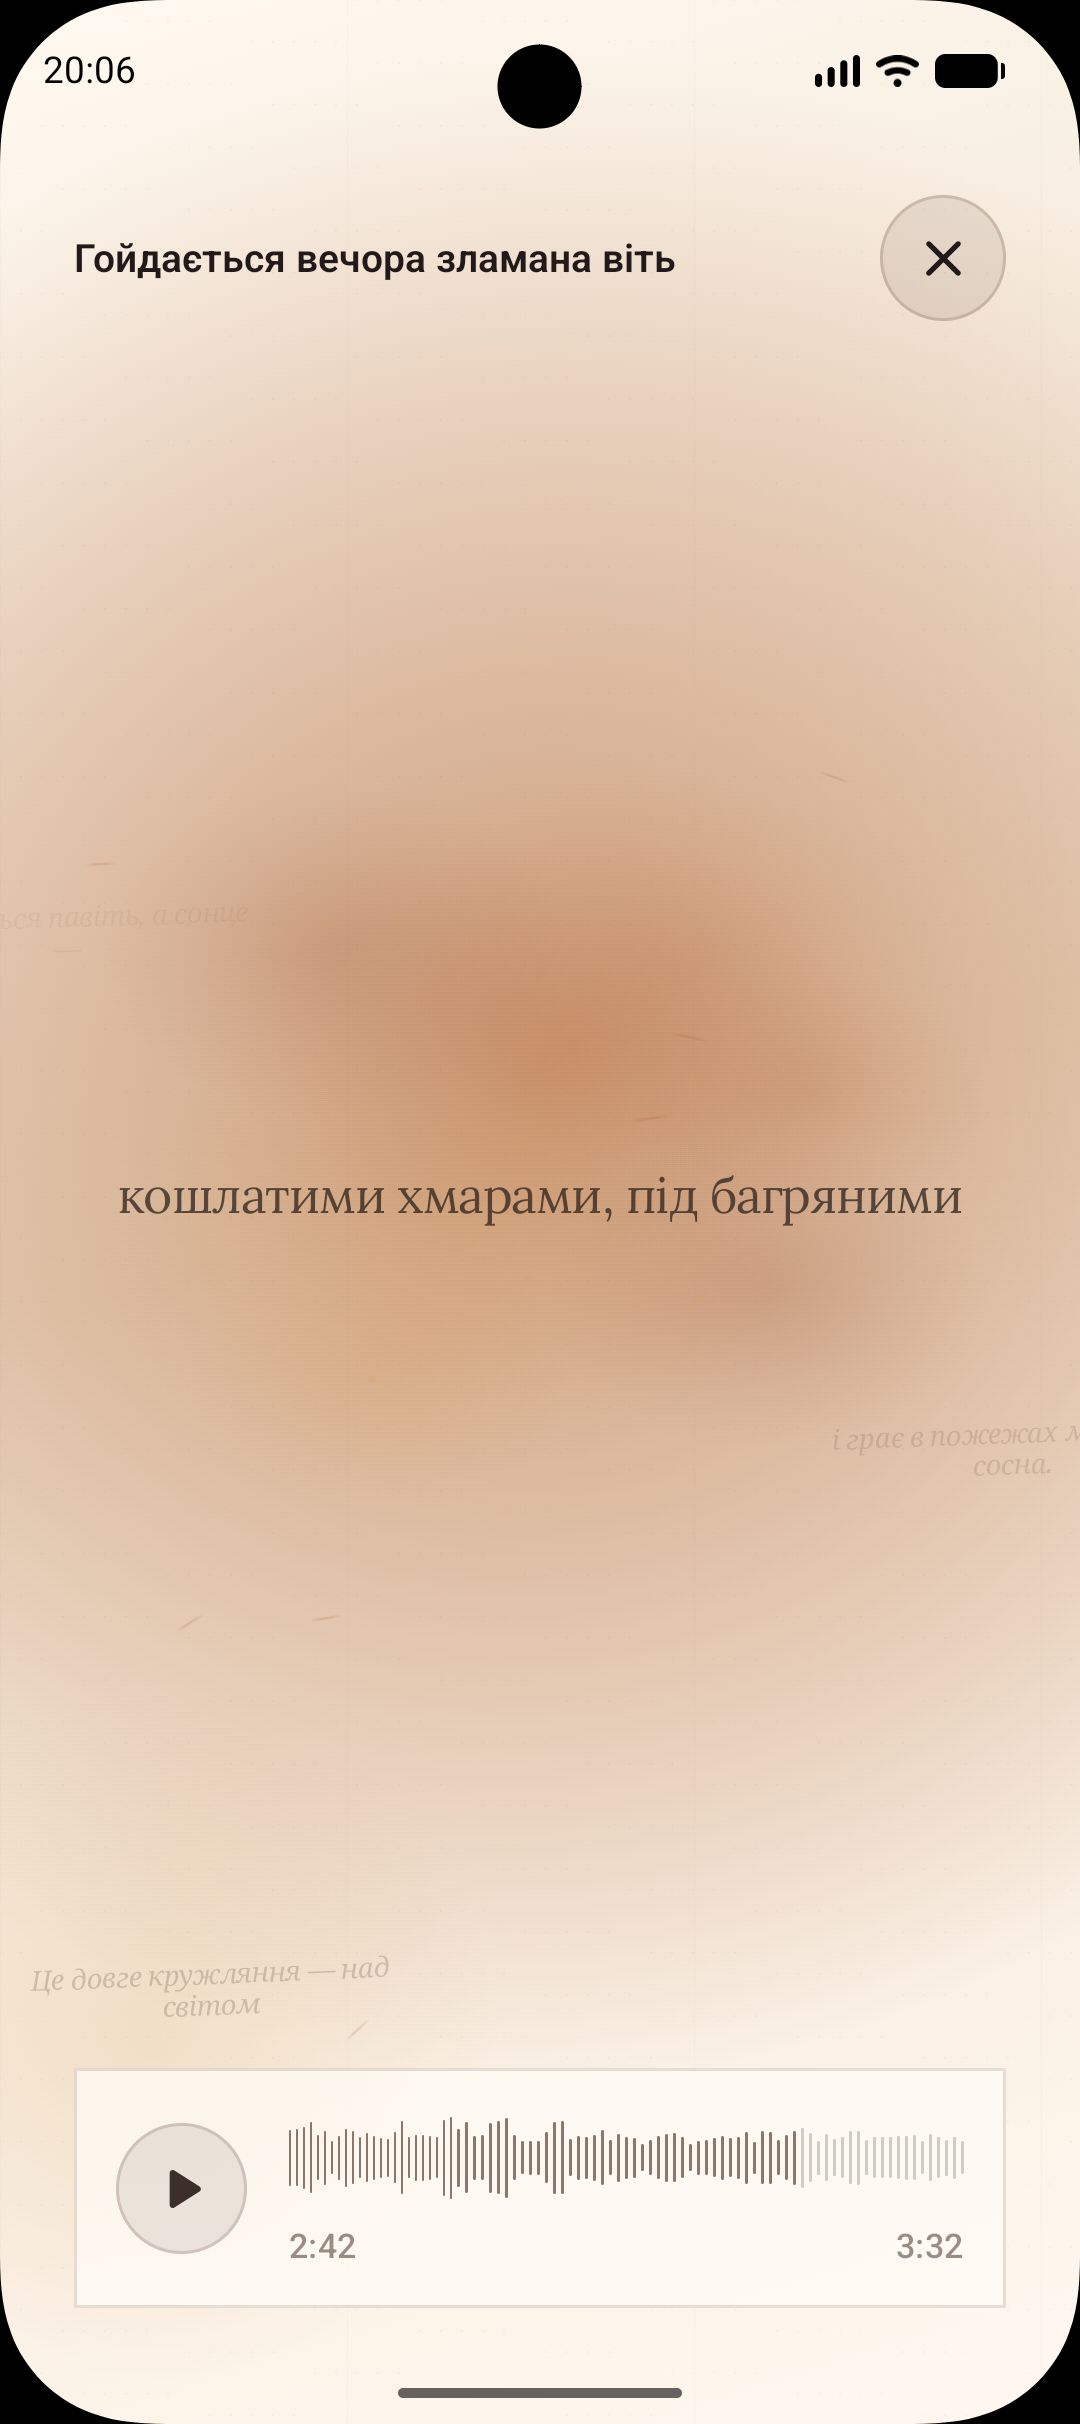 20:06
Гойдається вечора зламана віть
павіть, а сонце
—
кошлатими хмарами, під багряними
і грає в пожежах
сосна.
Це довге кружляння — над
світом
2:42
3:32